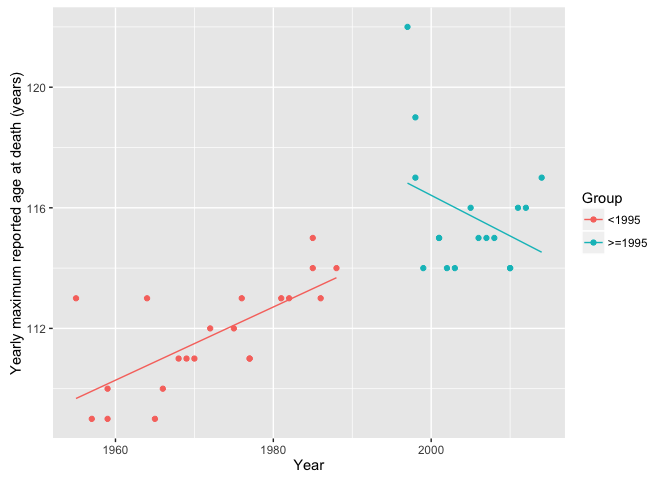 Yearly maximum reported age at death (years)
120
116
112
1960
1980
2000
Year
Group
<1995
>=1995